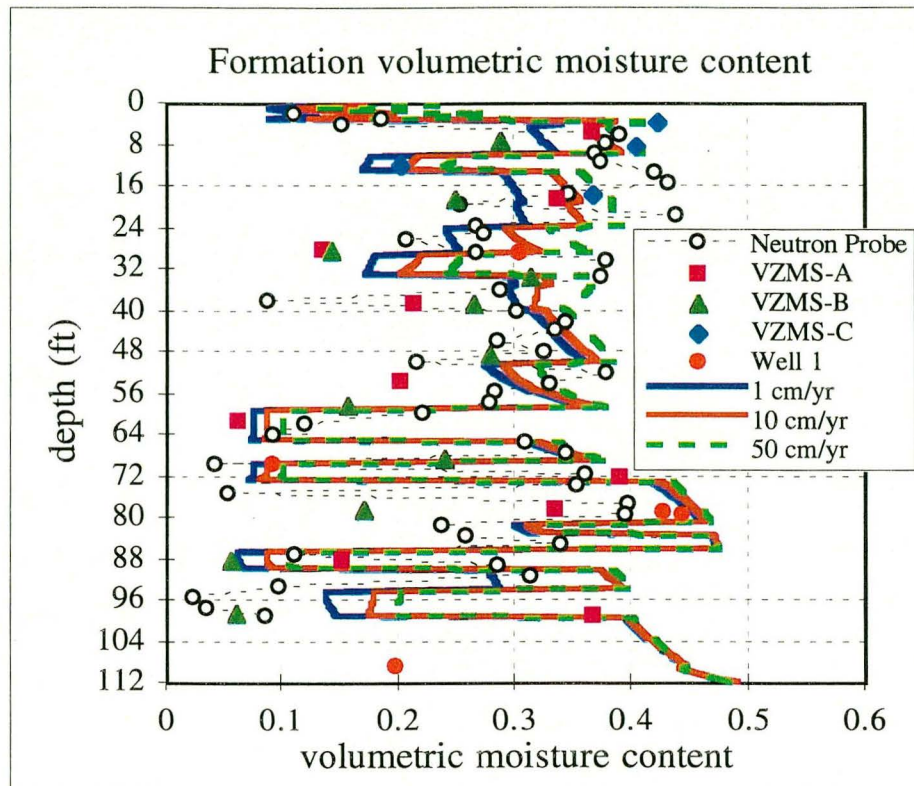 Formation volumetric moisture content
0
8
16
24
32
40
48
56
64
72
80
88
96
104
112
depth (ft)
Neutron Probe
VZMS-A
VZMS-B
VZMS-C
Well 1
1 cm/yr
10 cm/yr
50 cm/yr
0 0.1 0.2 0.3 0.4 0.5 0.6
volumetric moisture content